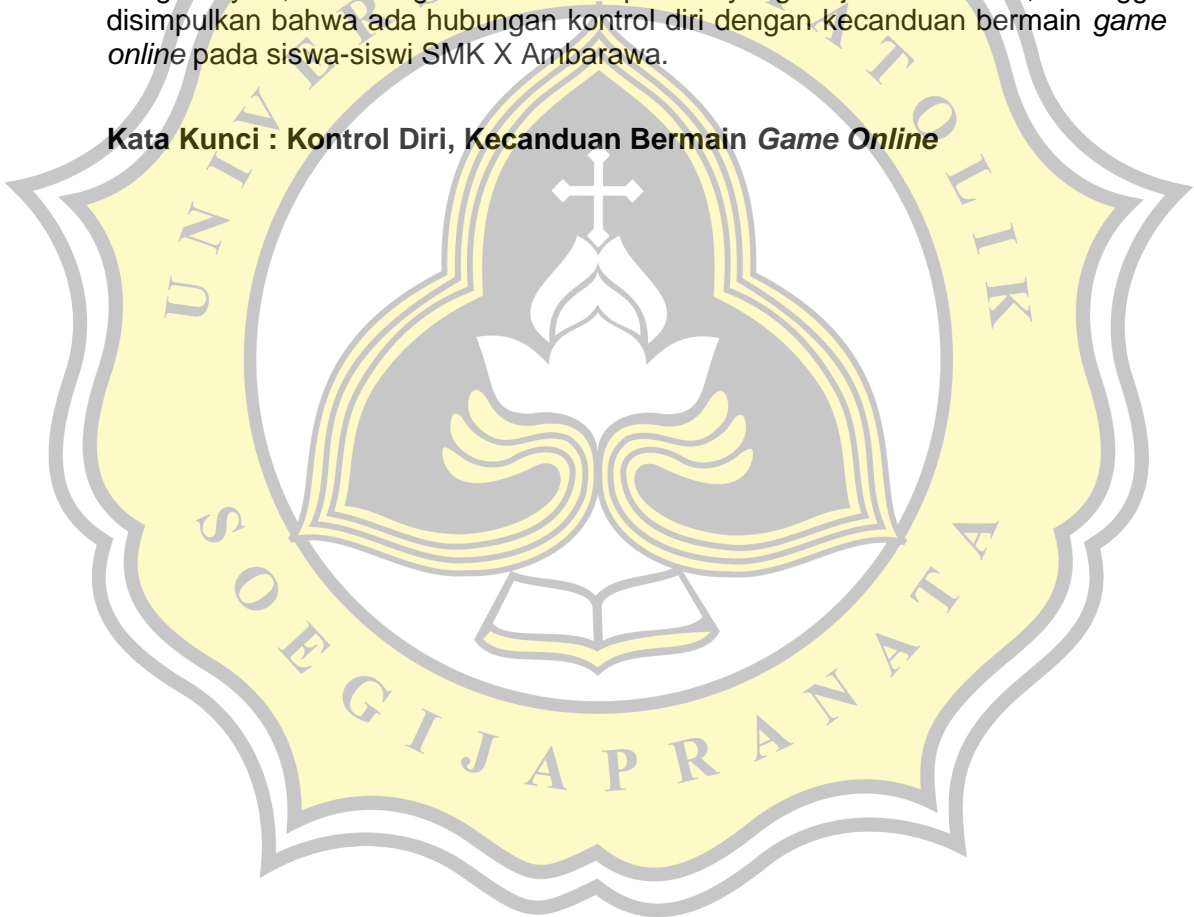 disimpulkan bahwa ada hubungan kontrol diri dengan kecanduan bermain game
online pada siswa-siswi SMK X Ambarawa.
Kata Kunci : Kontrol Diri, Kecanduan Bermain Game Online
SOEGIJAPRANATA